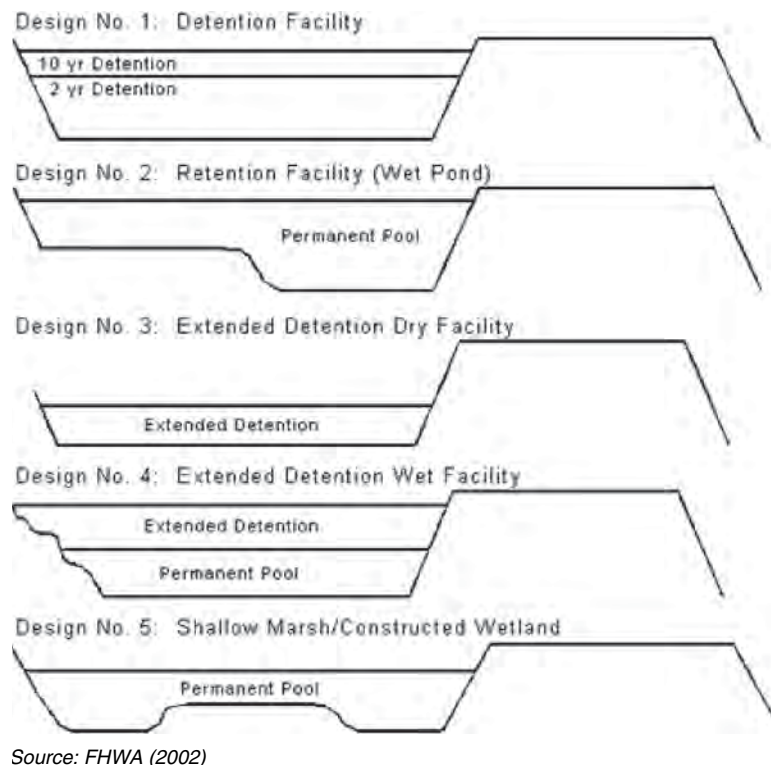 Design No. 1: Detention Facility
10 yr Detention
2 yr Detention
Design No. 2: Retention Facility (Wet Pond)
Permanent Pool
Design No. 3: Extended Detention Dry Facility
Extended Detention
Design No. 4: Extended Detention Wet Facility
Extended Detention
Permanent Pool
Design No. 5: Shallow Marsh/Constructed Wetland
Permanent Pool
Source: FHWA (2002)